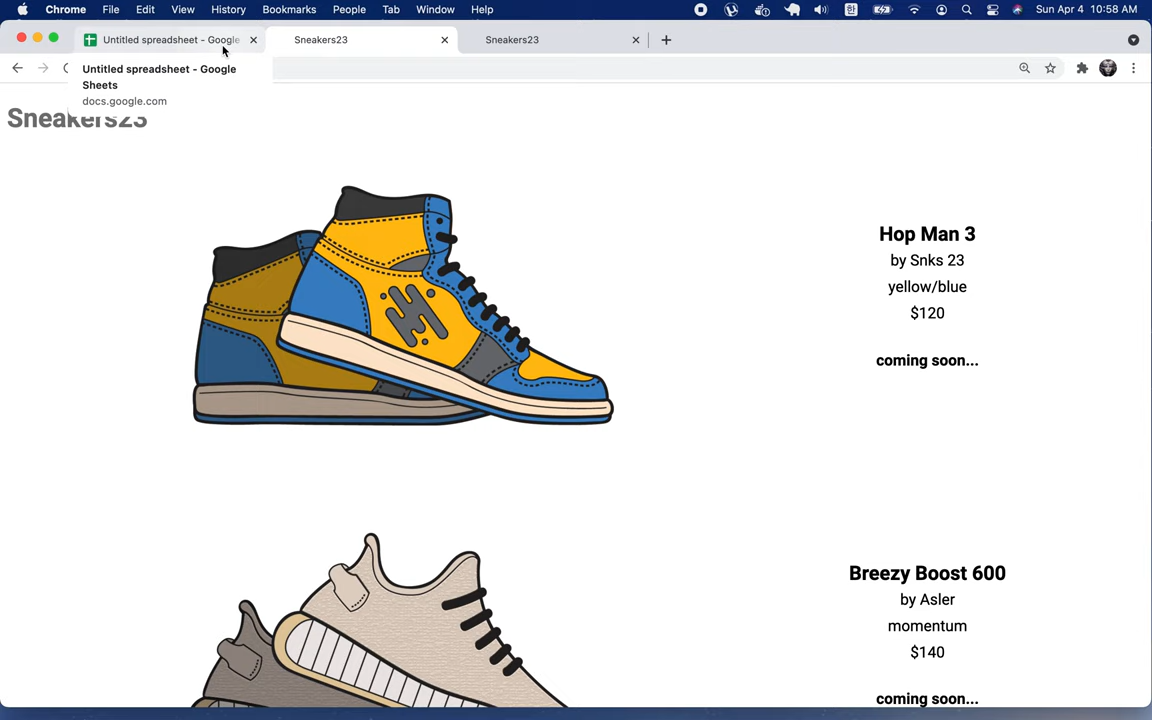 Chrome File Edit View History Bookmarks People Tab Window Help Sun Apr 4 10:58 AM
Untitled spreadsheet - Google Sneakers23 Sneakers23
Untitled spreadsheet - Google
Sheets
docs.google.com
Sneakers23
Hop Man 3
by Snks 23
yellow/blue
$120
coming soon...
Breezy Boost 600
by Asler
momentum
$140
coming soon...